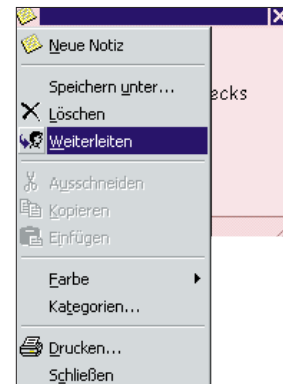 Neue Notiz
Speichern unter...
ecks
Löschen
Weiterleiten
Ausschneiden
Kopieren
Einfügen
Farbe
Kategorien...
Drucken...
Schließen